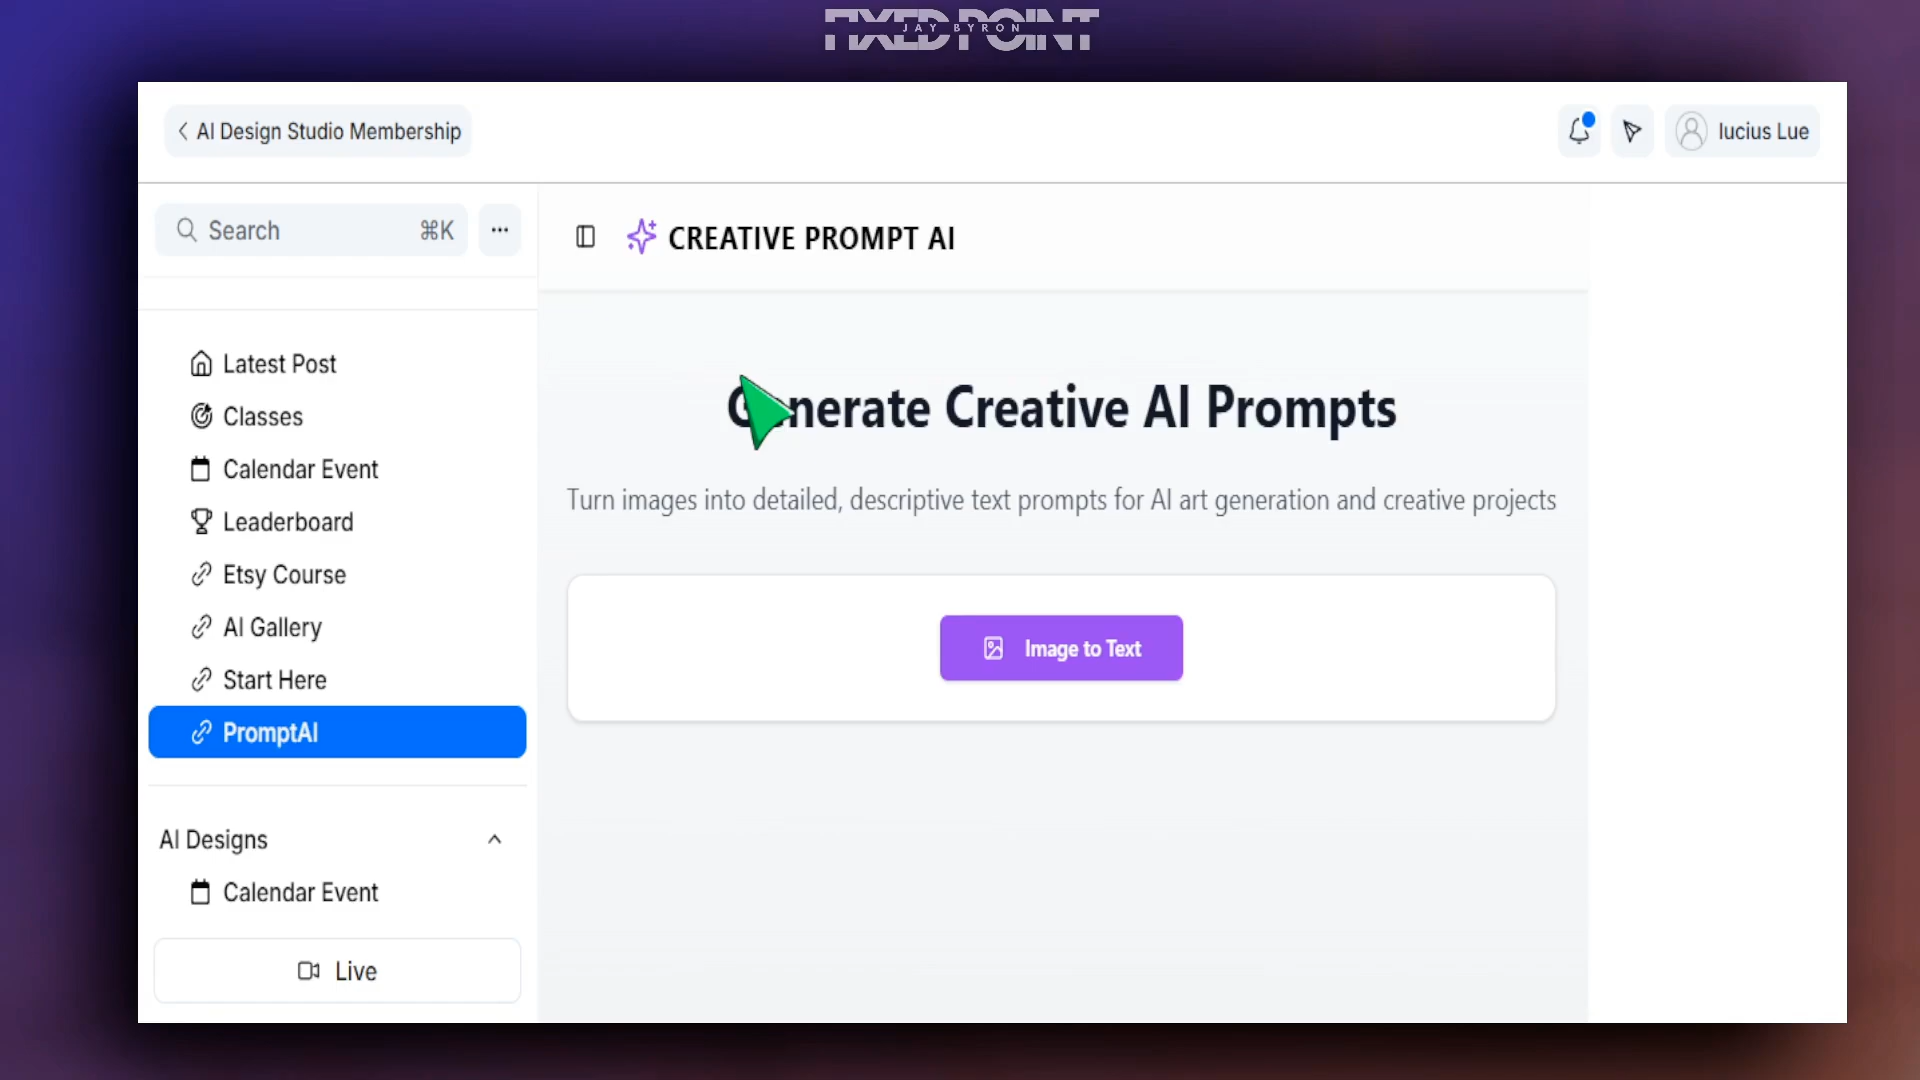 FIXED POINT
JAY BYRON
AI Design Studio Membership
lucius Lue
Search
⌘K
CREATIVE PROMPT AI
Latest Post
Classes
Calendar Event
Leaderboard
Etsy Course
AI Gallery
Start Here
PromptAI
AI Designs
Calendar Event
Live
Generate Creative AI Prompts
Turn images into detailed, descriptive text prompts for AI art generation and creative projects
Image to Text